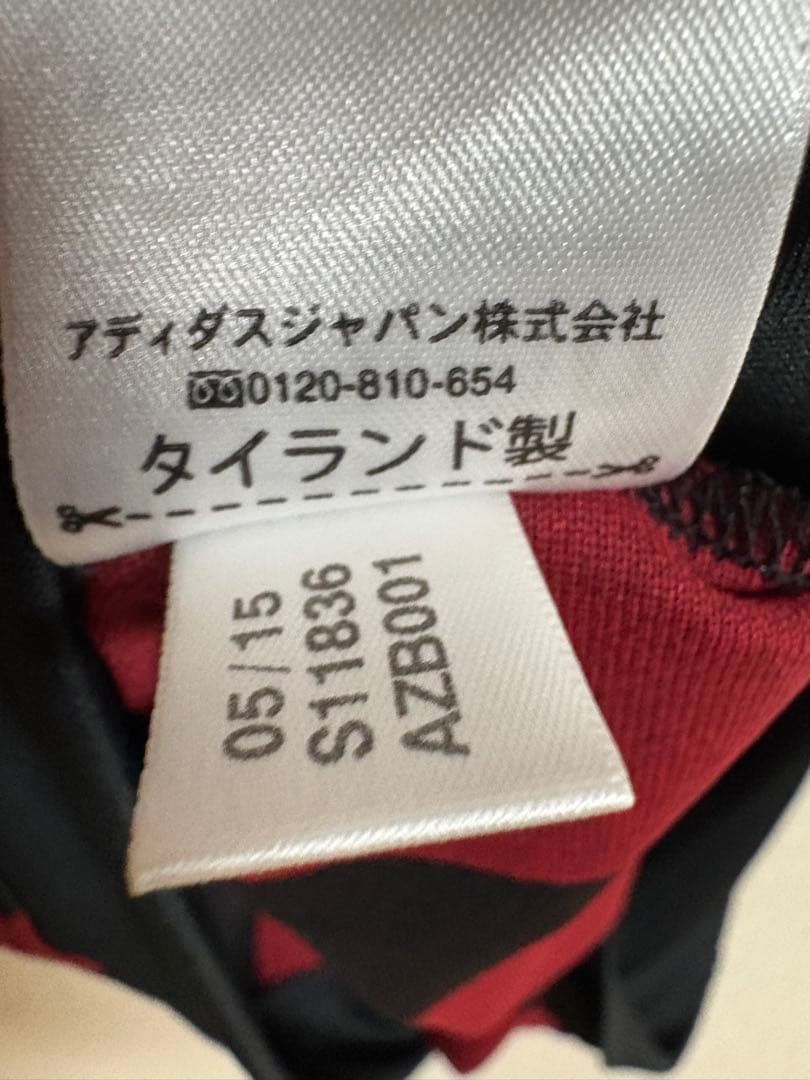 アディダスジャパン株式会社
0120-810-654
タイランド製
05/15
S11836
AZB001